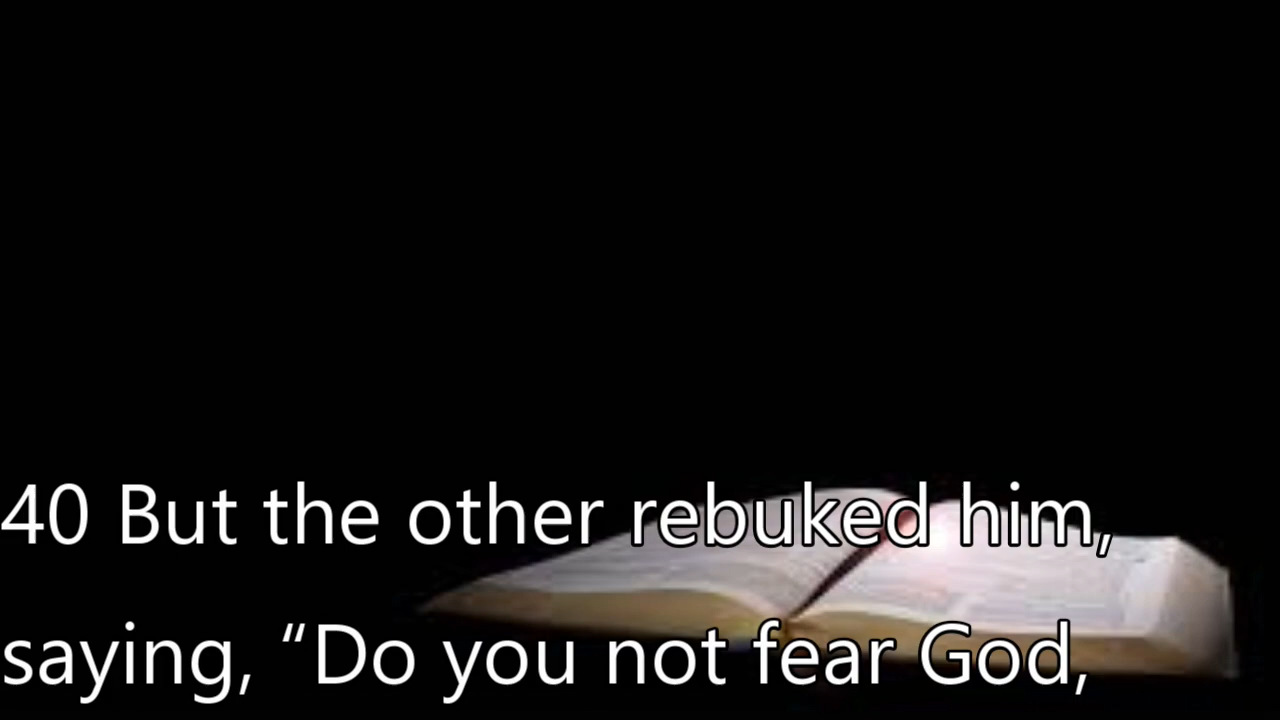 40 But the other rebuked him,
saying, “Do you not fear God,